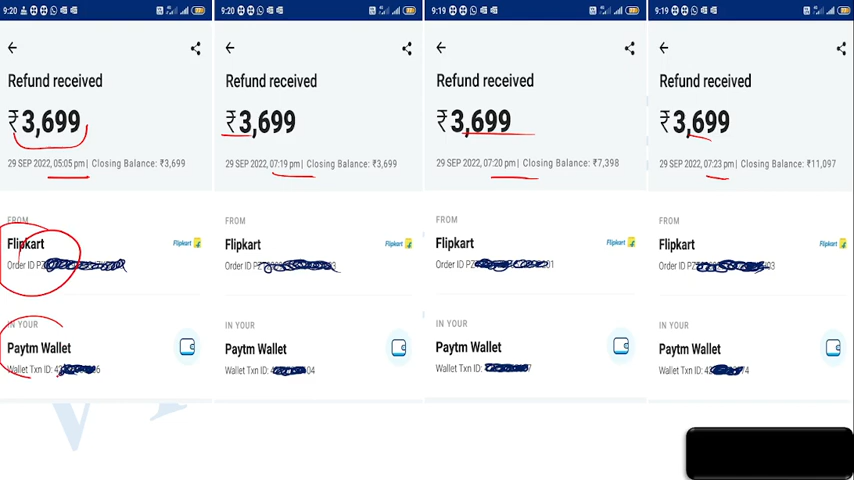 9:20
Refund received
₹3,699
29 SEP 2022, 05:05 pm | Closing Balance: ₹3,699
FROM
Flipkart
Flipkart
Order ID
IN YOUR
Paytm Wallet
Wallet Txn ID:
9:20
Refund received
₹3,699
29 SEP 2022, 07:19 pm | Closing Balance: ₹3,699
FROM
Flipkart
Flipkart
Order ID
IN YOUR
Paytm Wallet
Wallet Txn ID:
9:19
Refund received
₹3,699
29 SEP 2022, 07:20 pm | Closing Balance: ₹7,398
FROM
Flipkart
Flipkart
Order ID
IN YOUR
Paytm Wallet
Wallet Txn ID:
9:19
Refund received
₹3,699
29 SEP 2022, 07:23 pm | Closing Balance: ₹11,097
FROM
Flipkart
Flipkart
Order ID
IN YOUR
Paytm Wallet
Wallet Txn ID: